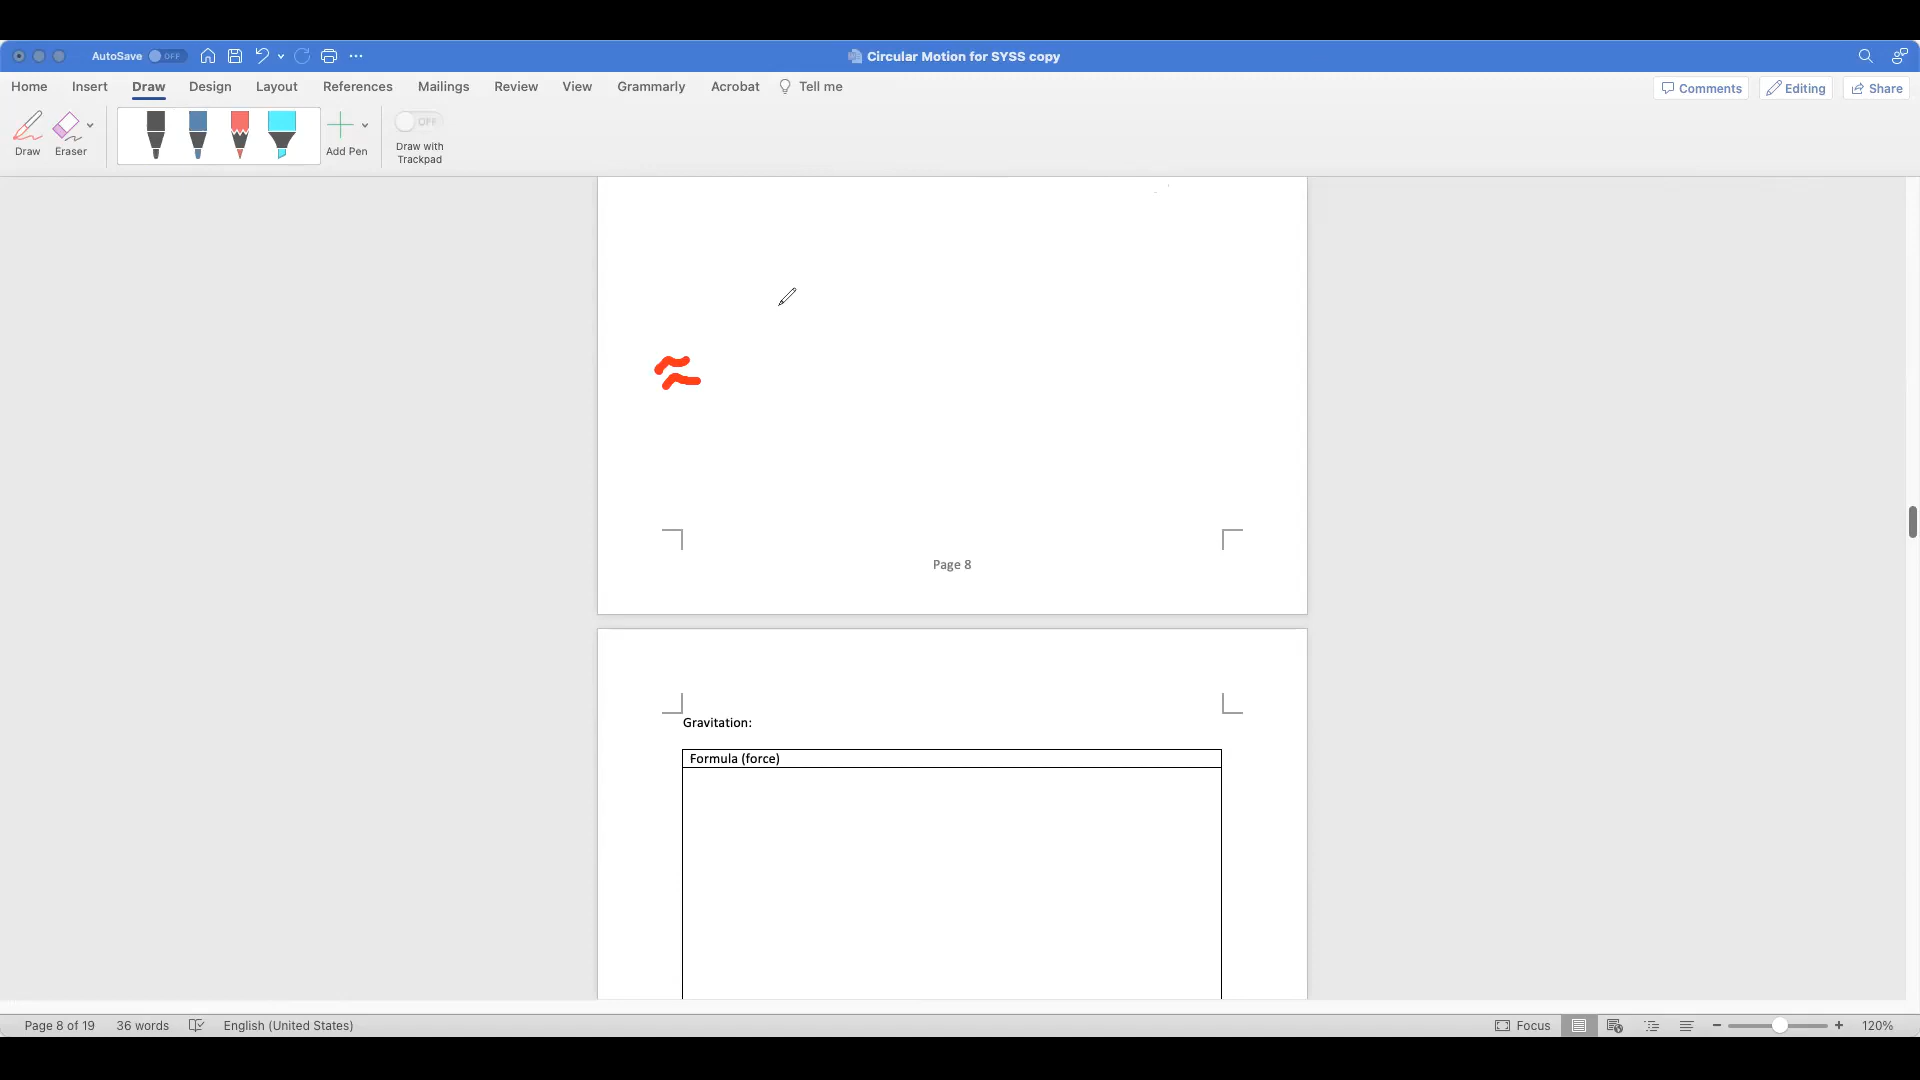 AutoSave OFF
Circular Motion for SYSS copy
Home Insert Draw Design Layout References Mailings Review View Grammarly Acrobat Tell me
Comments Editing Share
Draw Eraser Add Pen OFF Draw with
Trackpad
≈
Page 8
Gravitation:
Formula (force)
Page 8 of 19 36 words English (United States) Focus 120%